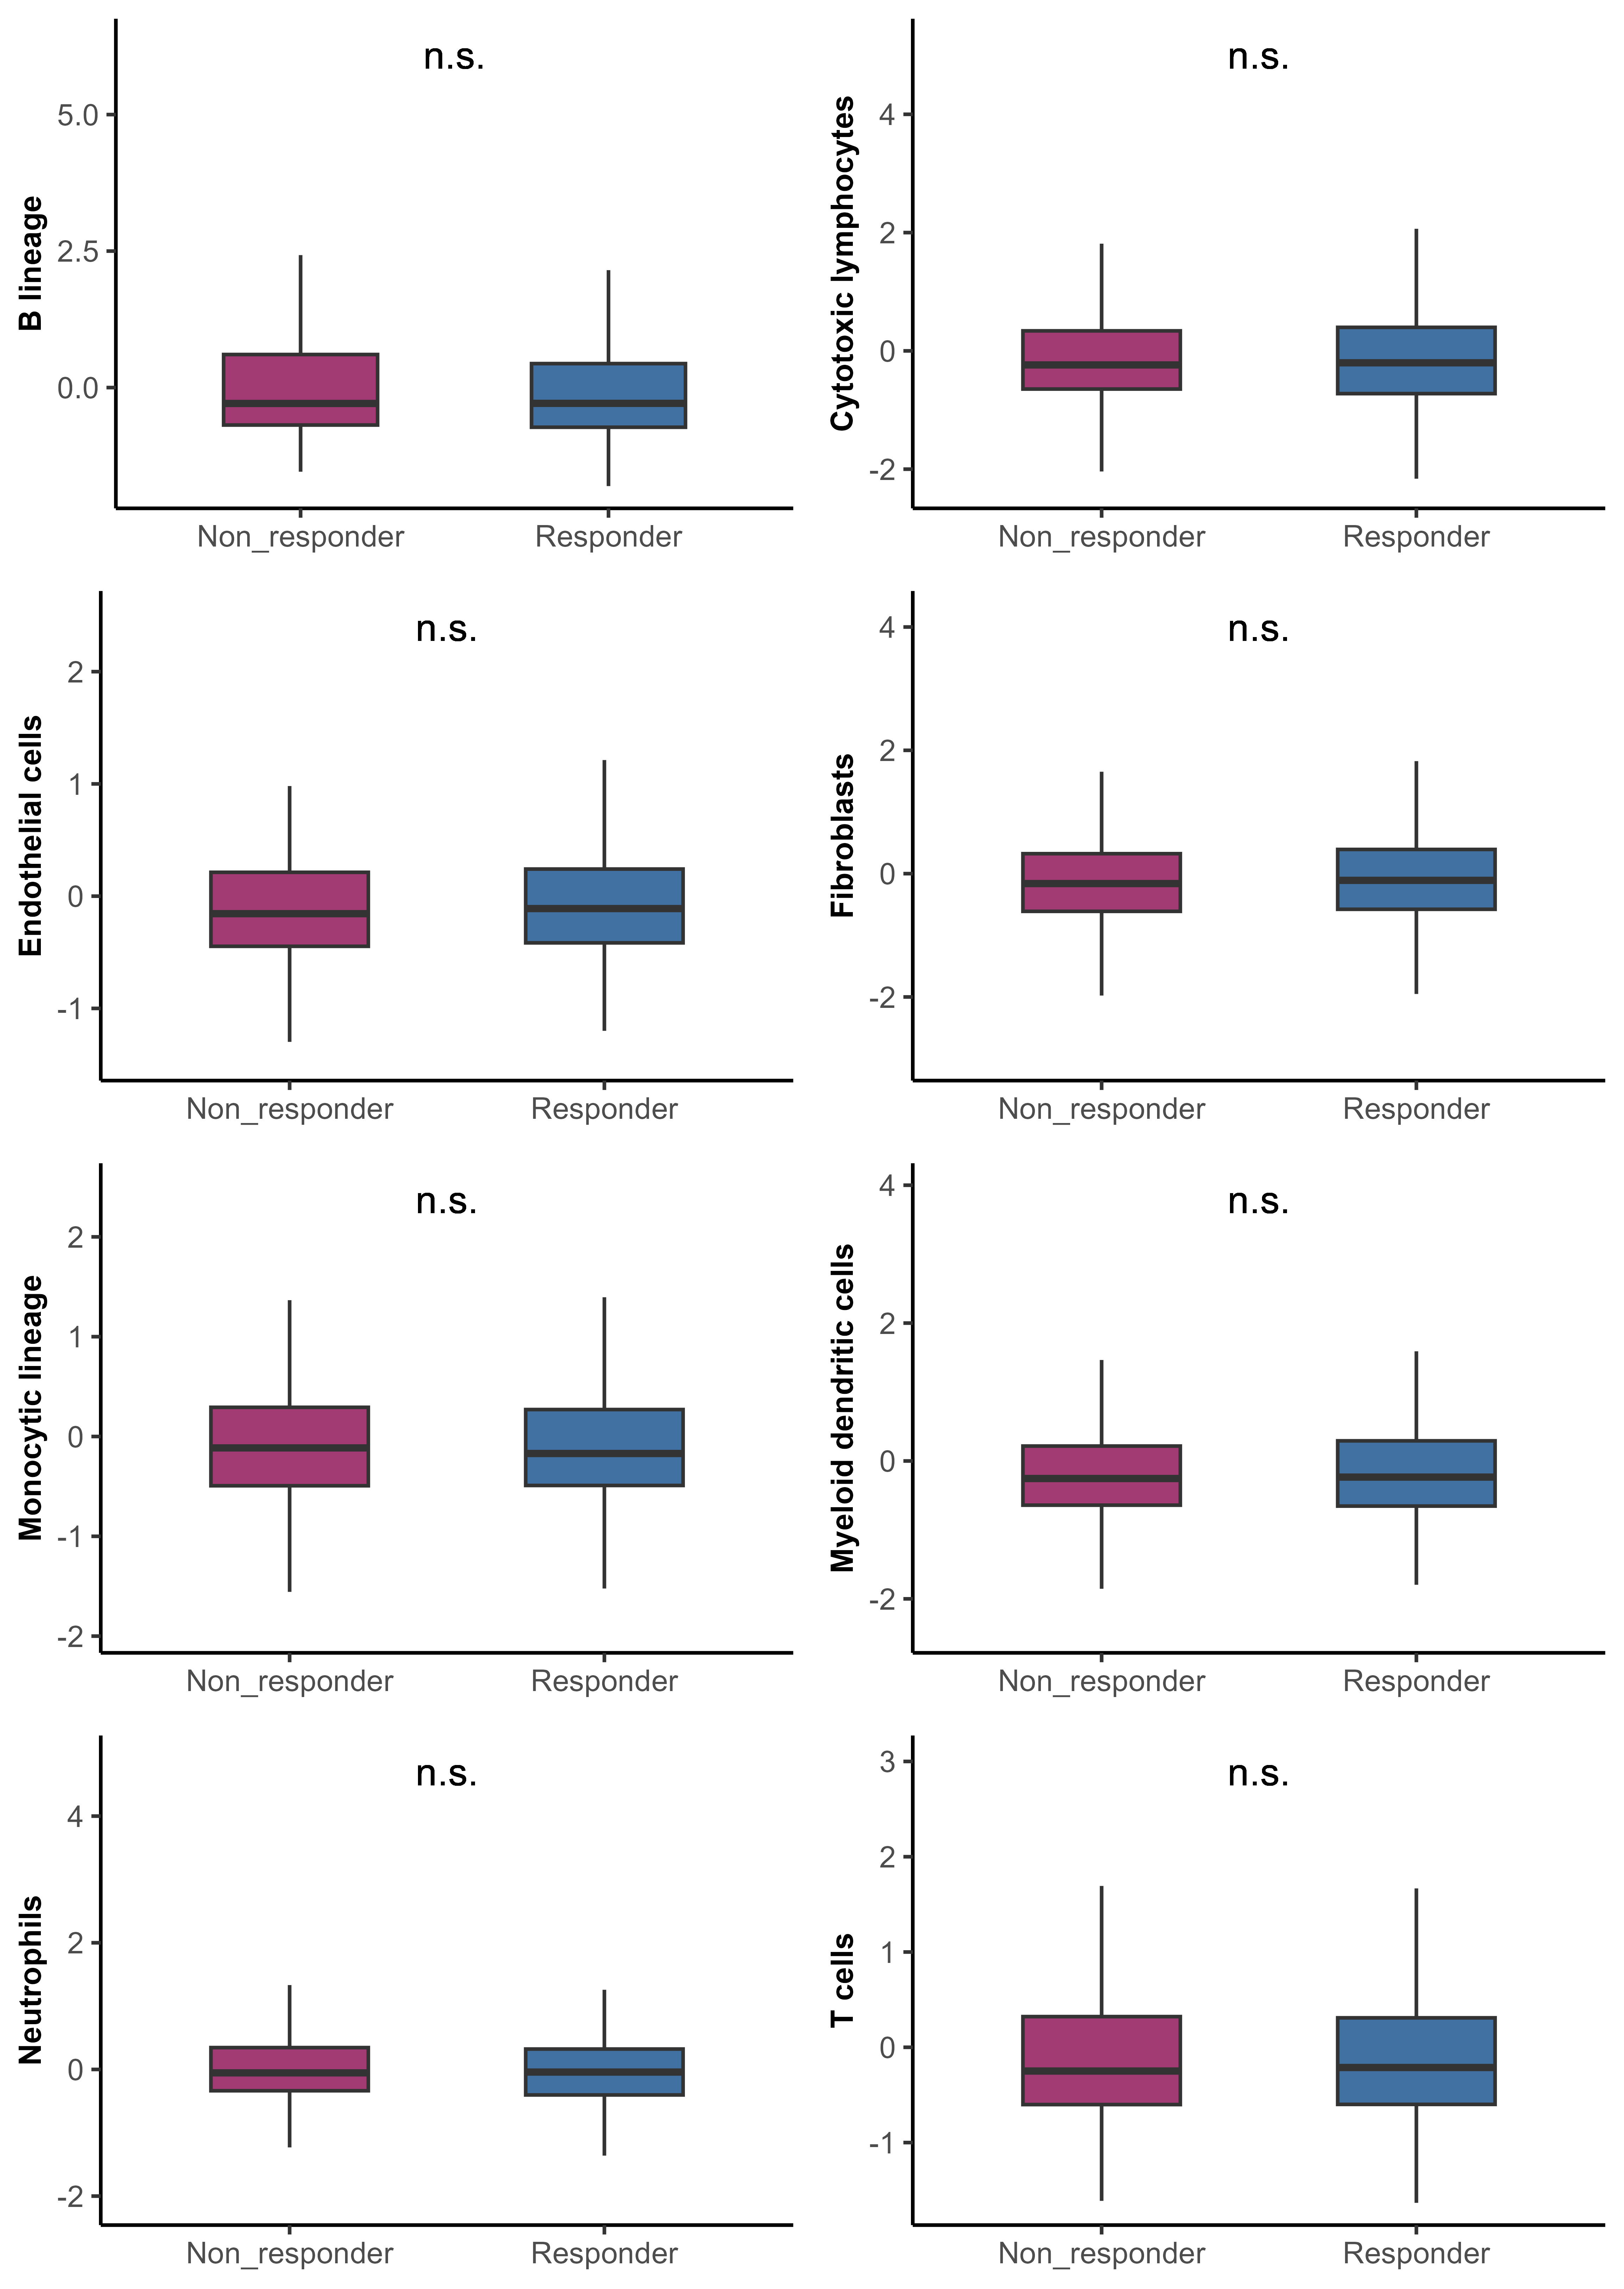 n.s.
5.0
2.5
0.0
B lineage
Non_responder
Responder
n.s.
4
2
0
-2
Cytotoxic lymphocytes
Non_responder
Responder
n.s.
2
1
0
-1
Endothelial cells
Non_responder
Responder
n.s.
4
2
0
-2
Fibroblasts
Non_responder
Responder
n.s.
2
1
0
-1
-2
Monocytic lineage
Non_responder
Responder
n.s.
4
2
0
-2
Myeloid dendritic cells
Non_responder
Responder
n.s.
4
2
0
-2
Neutrophils
Non_responder
Responder
n.s.
3
2
1
0
-1
T cells
Non_responder
Responder